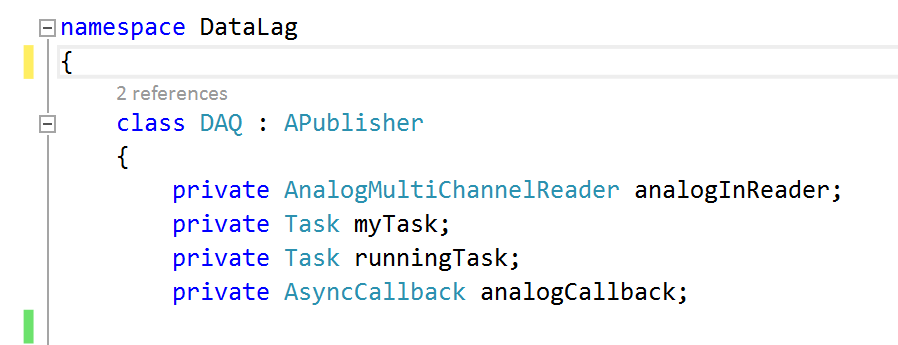 namespace DataLag
{
2 references
class DAQ : APublisher
{
private AnalogMultiChannelReader analogInReader;
private Task myTask;
private Task runningTask;
private AsyncCallback analogCallback;